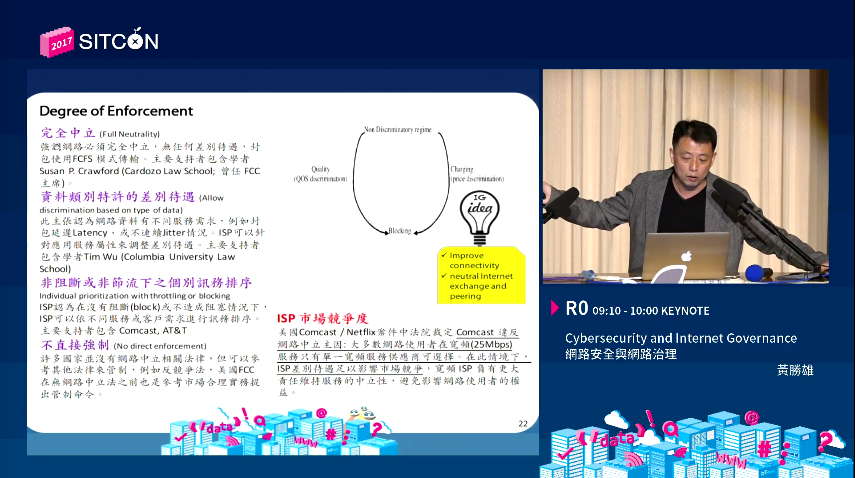 2017 SITCON
Degree of Enforcement
完全中立 (Full Neutrality)
強調網路必須完全中立，無任何差別待遇，封
包使用FCFS 模式傳輸。主要支持者包含學者
Susan P. Crawford (Cardozo Law School; 曾任 FCC
主席)。
資料類別特許的差別待遇 (Allow
discrimination based on type of data)
此主張認為網路資料有不同服務需求，例如封
包延遲Latency，或不連續Jitter情況。ISP可以針
對應用服務屬性來調整差別待遇。主要支持者
包含學者Tim Wu (Columbia University Law
School)
非阻斷或非節流下之個別訊務排序
Individual prioritization with throttling or blocking
ISP認為在沒有阻斷(block)或不造成阻塞情況下，
ISP可以依不同服務或客戶需求進行訊務排序。
主要支持者包含 Comcast, AT&T
不直接強制 (No direct enforcement)
許多國家並沒有網路中立相關法律，但可以參
考其他法律來管制，例如反競爭法，美國FCC
在無網路中立法之前也是參考市場合理實務提
出管制命令。
Non Discriminatory regime
Quality
(QOS discrimination)
Charging
(price discrimination)
Blocking
IG
idea
✓ Improve
connectivity
✓ neutral Internet
exchange and
peering
ISP 市場競爭度
美國Comcast / Netflix案件中法院裁定 Comcast 違反
網路中立主因: 大多數網路使用者在寬頻(25Mbps)
服務只有單一寬頻服務供應商可選擇。在此情境下，
ISP差別待遇足以影響市場競爭，寬頻 ISP 負有更大
責任維持服務的中立性，避免影響網路使用者的權
益。
22
R0 09:10 - 10:00 KEYNOTE
Cybersecurity and Internet Governance
網路安全與網路治理
黃勝雄